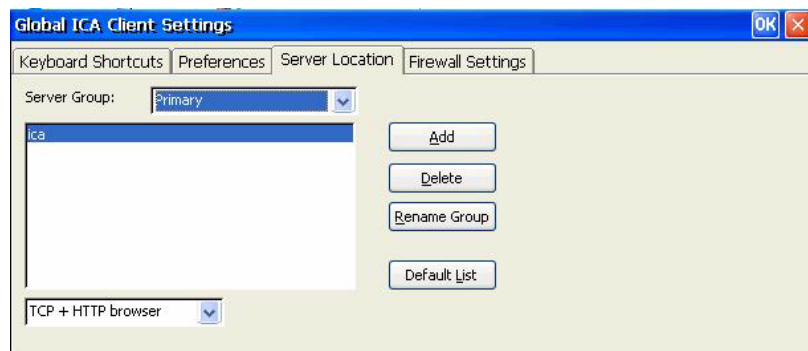 Global ICA Client Settings OK
Keyboard Shortcuts Preferences Server Location Firewall Settings
Server Group: Primary
ica
Add
Delete
Rename Group
Default List
TCP + HTTP browser